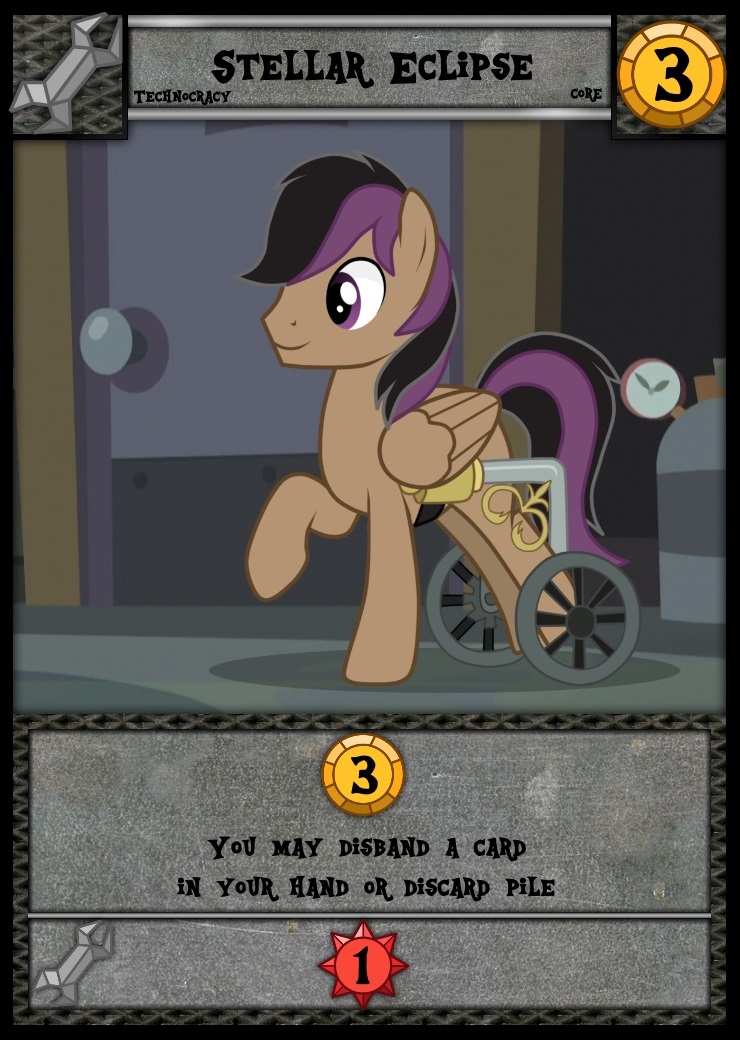 Stellar Eclipse
Technocracy
Core
3
3
You may disband a card
in your hand or discard pile
1